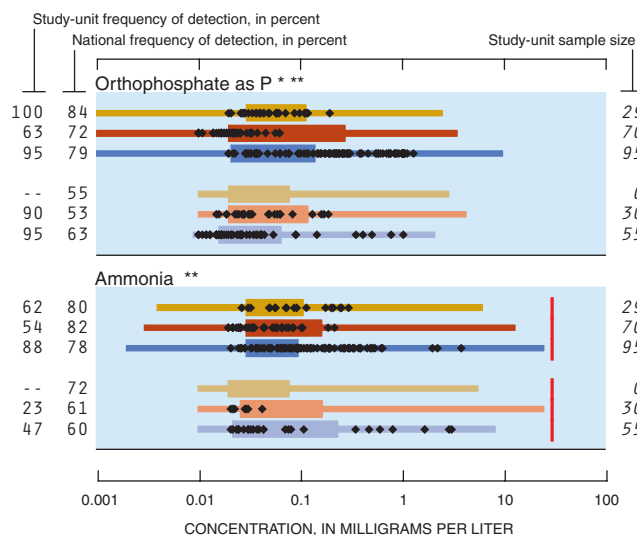 Study-unit frequency of detection, in percent
National frequency of detection, in percent
Study-unit sample size
Orthophosphate as P * **
100 84
63 72
95 79
-- 55
90 53
95 63
Ammonia **
62 80
54 82
88 78
-- 72
23 61
47 60
0.001 0.01 0.1 1 10 100
CONCENTRATION, IN MILLIGRAMS PER LITER